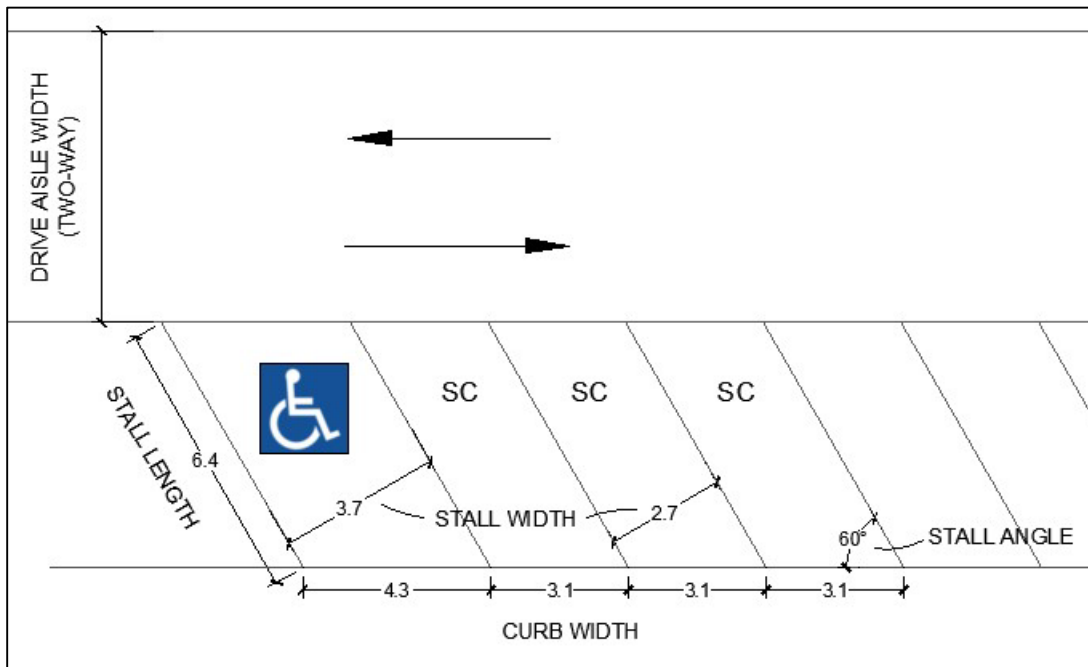 DRIVE AISLE WIDTH
(TWO-WAY)
SC
SC
SC
STALL LENGTH
6.4
3.7
STALL WIDTH
2.7
60°
STALL ANGLE
4.3
3.1
3.1
3.1
CURB WIDTH